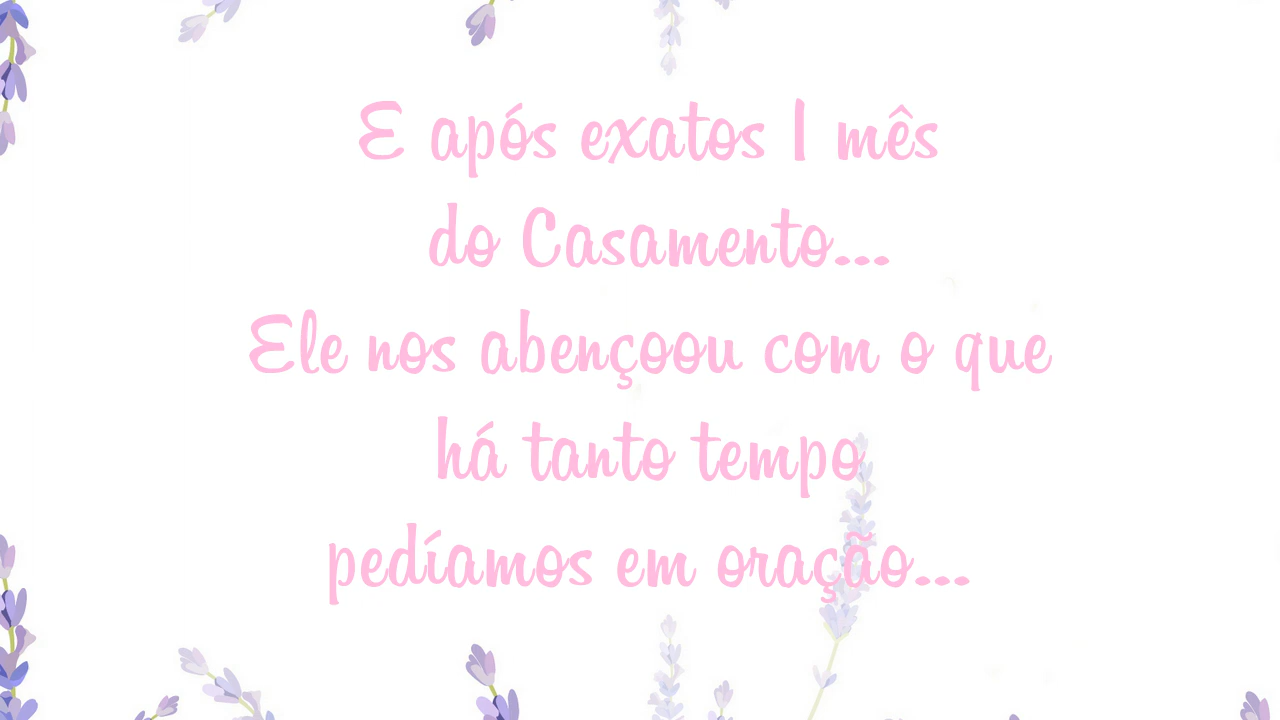 E após exatos 1 mês
do Casamento...
Ele nos abençoou com o que
há tanto tempo
pedíamos em oração...